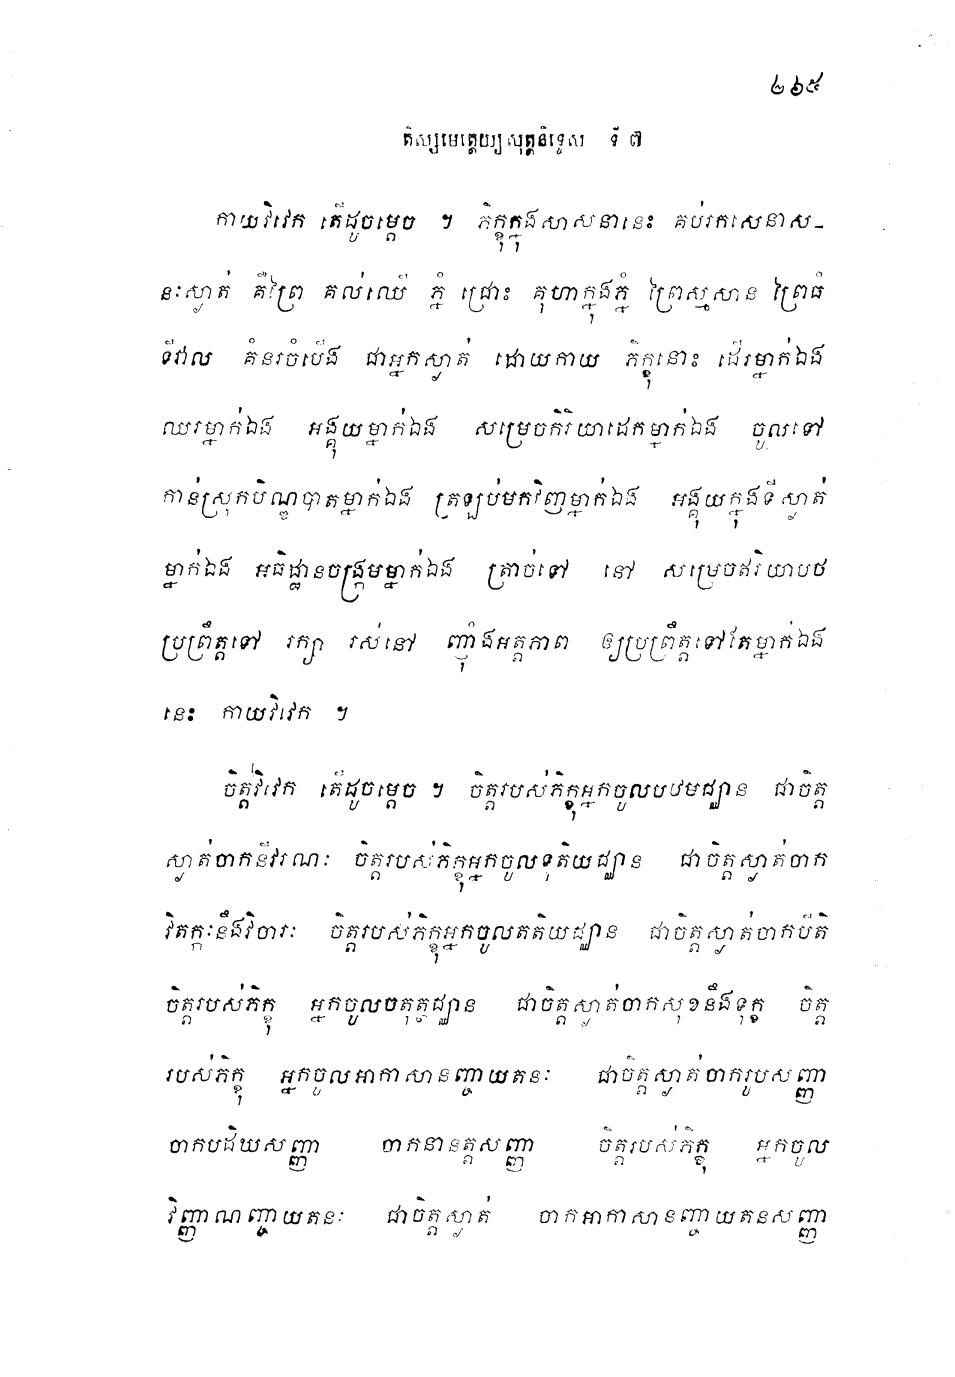 ២៦៥
តិស្សមេត្តេយ្យសុត្តនិទ្ទេស ទី ៧
កាយវិវេក តើដូចម្តេច ។ ភិក្ខុក្នុងសាសនានេះ គប់រកសេនាស-
នៈស្ងាត់ គឺព្រៃ គល់ឈើ ភ្នំ ជ្រោះ គុហាក្នុងភ្នំ ព្រៃស្មសាន ព្រៃធំ
ទីវាល គំនរចំបើង ជាអ្នកស្ងាត់ ដោយកាយ ភិក្ខុនោះ ដើរម្នាក់ឯង
ឈរម្នាក់ឯង អង្គុយម្នាក់ឯង សម្រេចកិរិយាដេកម្នាក់ឯង ចូលទៅ
កាន់ស្រុកបិណ្ឌបាតម្នាក់ឯង ត្រឡប់មកវិញម្នាក់ឯង អង្គុយក្នុងទីស្ងាត់
ម្នាក់ឯង អធិដ្ឋានចង្ក្រមម្នាក់ឯង ត្រាច់ទៅ នៅ សម្រេចឥរិយាបថ
ប្រព្រឹត្តទៅ រក្សា រស់នៅ ញ៉ាំងអត្តភាព ឲ្យប្រព្រឹត្តទៅតែម្នាក់ឯង
នេះ កាយវិវេក ។
ចិត្តវិវេក តើដូចម្តេច ។ ចិត្តរបស់ភិក្ខុអ្នកចូលបឋមជ្ឈាន ជាចិត្ត
ស្ងាត់ចាកនីវរណៈ ចិត្តរបស់ភិក្ខុអ្នកចូលទុតិយជ្ឈាន ជាចិត្តស្ងាត់ចាក
វិតក្កៈនឹងវិចារៈ ចិត្តរបស់ភិក្ខុអ្នកចូលតតិយជ្ឈាន ជាចិត្តស្ងាត់ចាកបីតិ
ចិត្តរបស់ភិក្ខុ អ្នកចូលចតុត្ថជ្ឈាន ជាចិត្តស្ងាត់ចាកសុខនឹងទុក្ខ ចិត្ត
របស់ភិក្ខុ អ្នកចូលអាកាសានញ្ចាយតនៈ ជាចិត្តស្ងាត់ចាករូបសញ្ញា
ចាកបដិឃសញ្ញា ចាកនានត្តសញ្ញា ចិត្តរបស់ភិក្ខុ អ្នកចូល
វិញ្ញាណញ្ចាយតនៈ ជាចិត្តស្ងាត់ ចាកអាកាសានញ្ចាយតនសញ្ញា